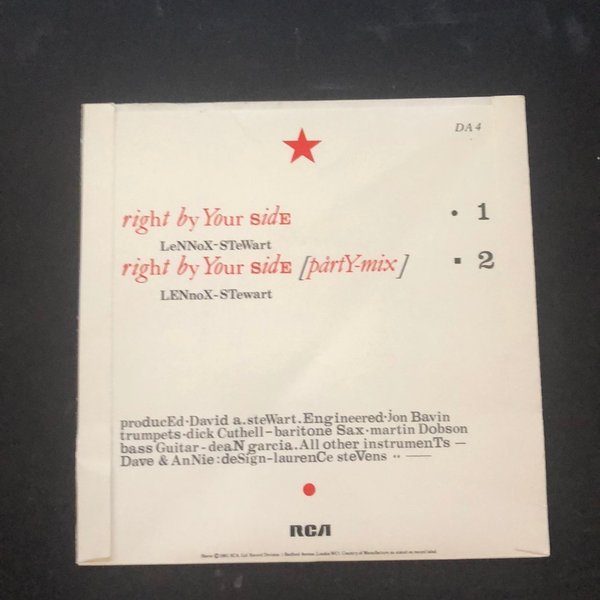 DA 4
right by Your sidE
• 1
LeNNoX-STeWart
right by Your sidE [pårtY-mix]
▪ 2
LENnoX-STewart
producEd·David a.steWart.Engineered·jon Bavin
trumpets-dick Cuthell-baritone Sax·martin Dobson
bass Guitar-deaN garcia.All other instrumenTs —
Dave & AnNie:deSign-laurenCe steVens ·· —
RCA